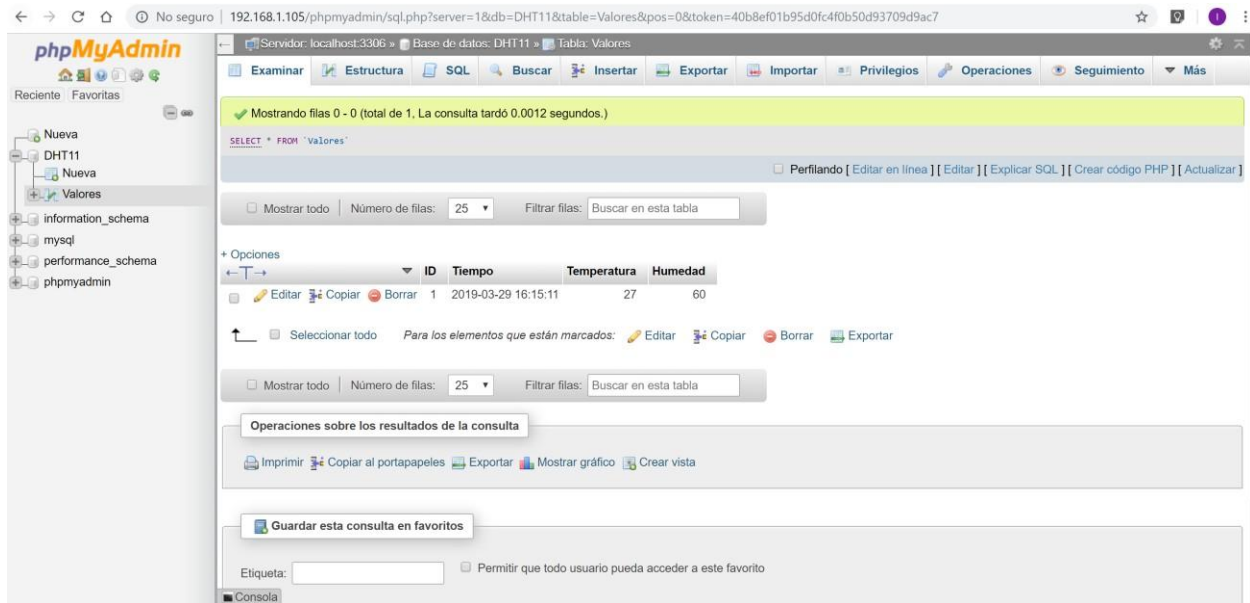 No seguro | 192.168.1.105/phpmyadmin/sql.php?server=1&db=DHT11&table=Valores&pos=0&token=40b8ef01b95d0fc4f0b50d93709d9ac7
phpMyAdmin
Reciente Favoritas
Nueva
DHT11
Nueva
Valores
information_schema
mysql
performance_schema
phpmyadmin
Servidor: localhost:3306 » Base de datos: DHT11 » Tabla: Valores
Examinar Estructura SQL Buscar Insertar Exportar Importar Privilegios Operaciones Seguimiento Más
Mostrando filas 0 - 0 (total de 1, La consulta tardó 0.0012 segundos.)
SELECT * FROM `Valores`
Perfilando [ Editar en línea ] [ Editar ] [ Explicar SQL ] [ Crear código PHP ] [ Actualizar ]
Mostrar todo | Número de filas: 25 Filtrar filas: Buscar en esta tabla
+ Opciones
←T→ ID Tiempo Temperatura Humedad
Editar Copiar Borrar 1 2019-03-29 16:15:11 27 60
Seleccionar todo Para los elementos que están marcados: Editar Copiar Borrar Exportar
Mostrar todo | Número de filas: 25 Filtrar filas: Buscar en esta tabla
Operaciones sobre los resultados de la consulta
Imprimir Copiar al portapapeles Exportar Mostrar gráfico Crear vista
Guardar esta consulta en favoritos
Etiqueta: Permitir que todo usuario pueda acceder a este favorito
Consola